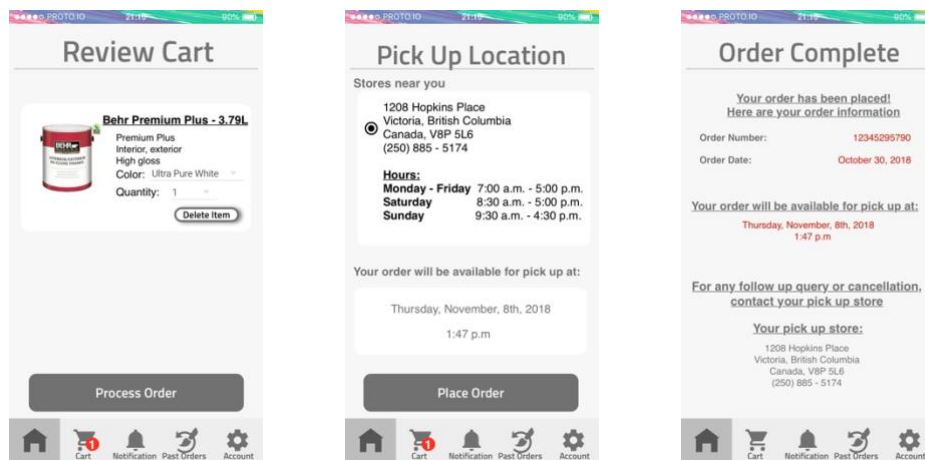 PROTO.IO 21:10 90%
Review Cart
Behr Premium Plus - 3.79L
Premium Plus
Interior, exterior
High gloss
Color: Ultra Pure White
Quantity: 1
Delete Item
BEHR
Process Order
1
Cart Notification Past Orders Account
PROTO.IO 21:10 90%
Pick Up Location
Stores near you
1208 Hopkins Place
Victoria, British Columbia
Canada, V8P 5L6
(250) 885 - 5174
Hours:
Monday - Friday 7:00 a.m. - 5:00 p.m.
Saturday 8:30 a.m. - 5:00 p.m.
Sunday 9:30 a.m. - 4:30 p.m.
Your order will be available for pick up at:
Thursday, November, 8th, 2018
1:47 p.m
Place Order
1
Cart Notification Past Orders Account
PROTO.IO 21:10 90%
Order Complete
Your order has been placed!
Here are your order information
Order Number: 12345295790
Order Date: October 30, 2018
Your order will be available for pick up at:
Thursday, November, 8th, 2018
1:47 p.m
For any follow up query or cancellation,
contact your pick up store
Your pick up store:
1208 Hopkins Place
Victoria, British Columbia
Canada, V8P 5L6
(250) 885 - 5174
Cart Notification Past Orders Account